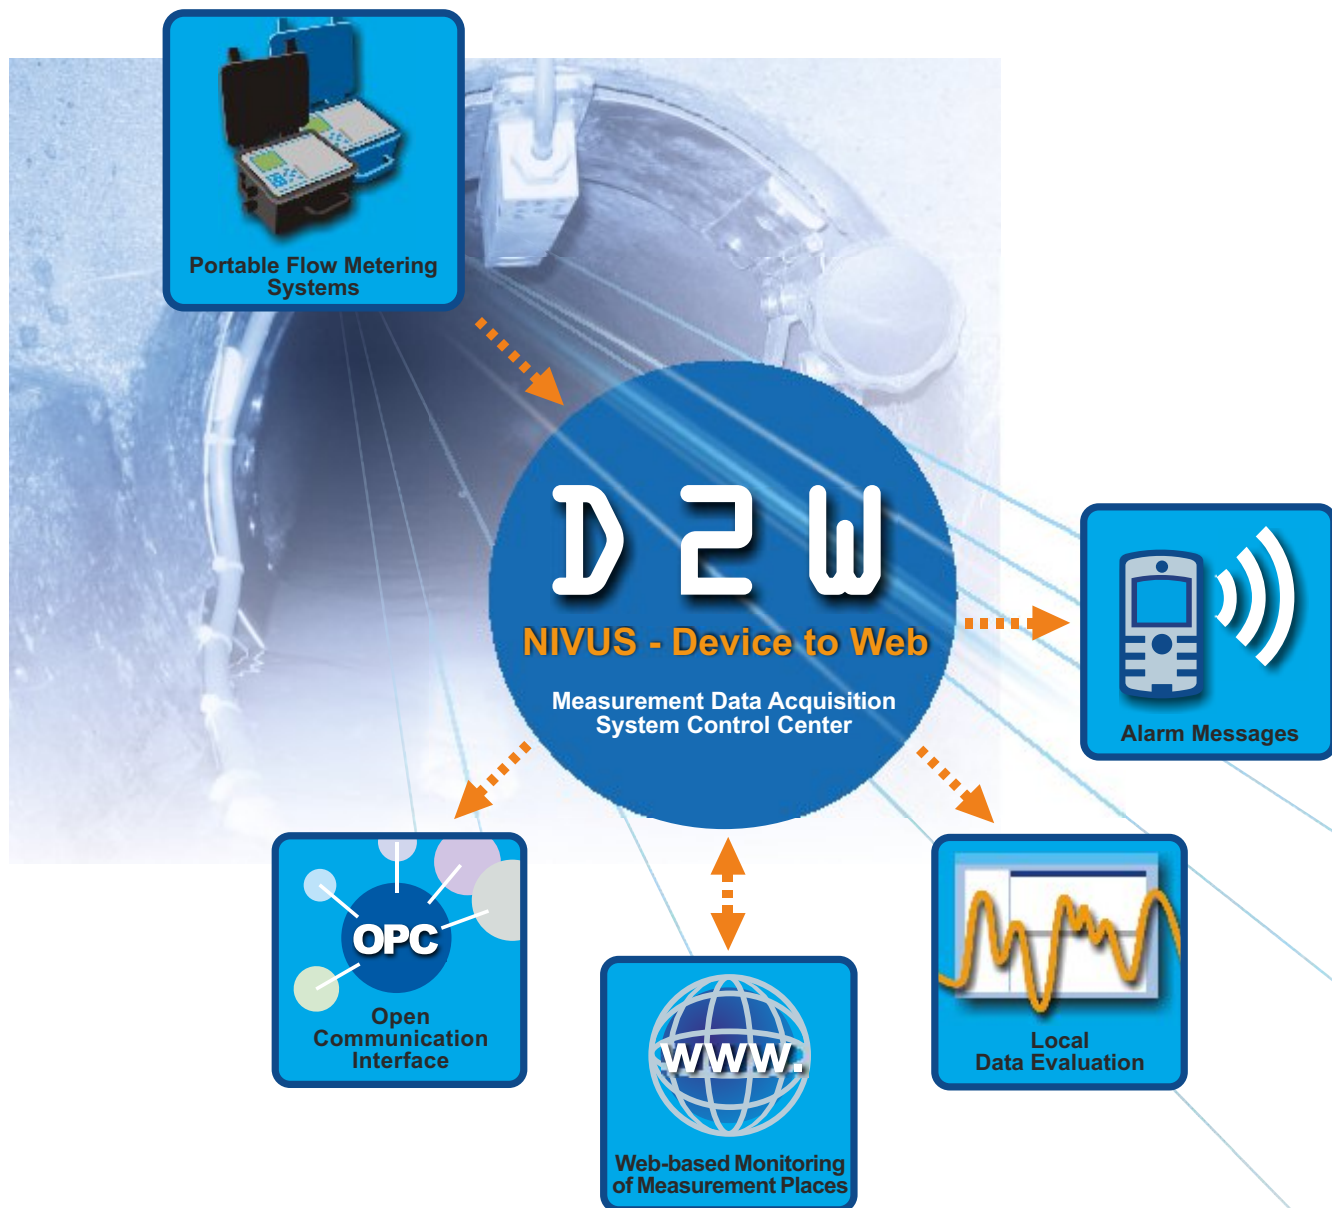 Portable Flow Metering
Systems
D2W
NIVUS - Device to Web
Measurement Data Acquisition
System Control Center
Alarm Messages
OPC
Open
Communication
Interface
www.
Web-based Monitoring
of Measurement Places
Local
Data Evaluation